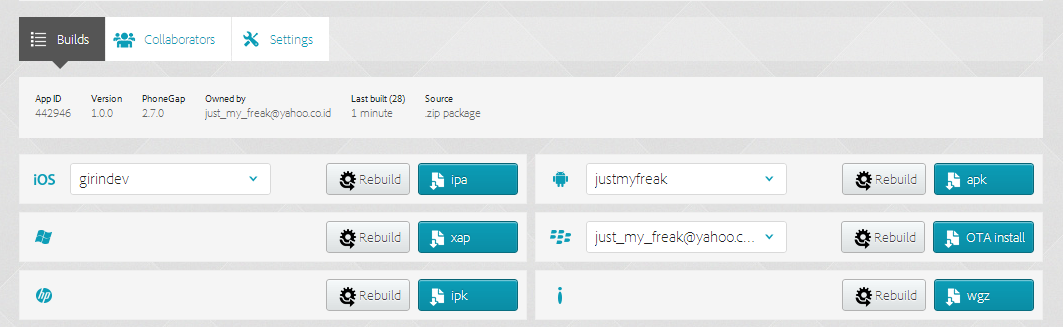 Builds Collaborators Settings
App ID Version PhoneGap Owned by Last built (28) Source
442946 1.0.0 2.7.0 just_my_freak@yahoo.co.id 1 minute .zip package
iOS girindev Rebuild ipa justmyfreak Rebuild apk
Rebuild xap just_my_freak@yahoo.c... Rebuild OTA install
hp Rebuild ipk Rebuild wgz